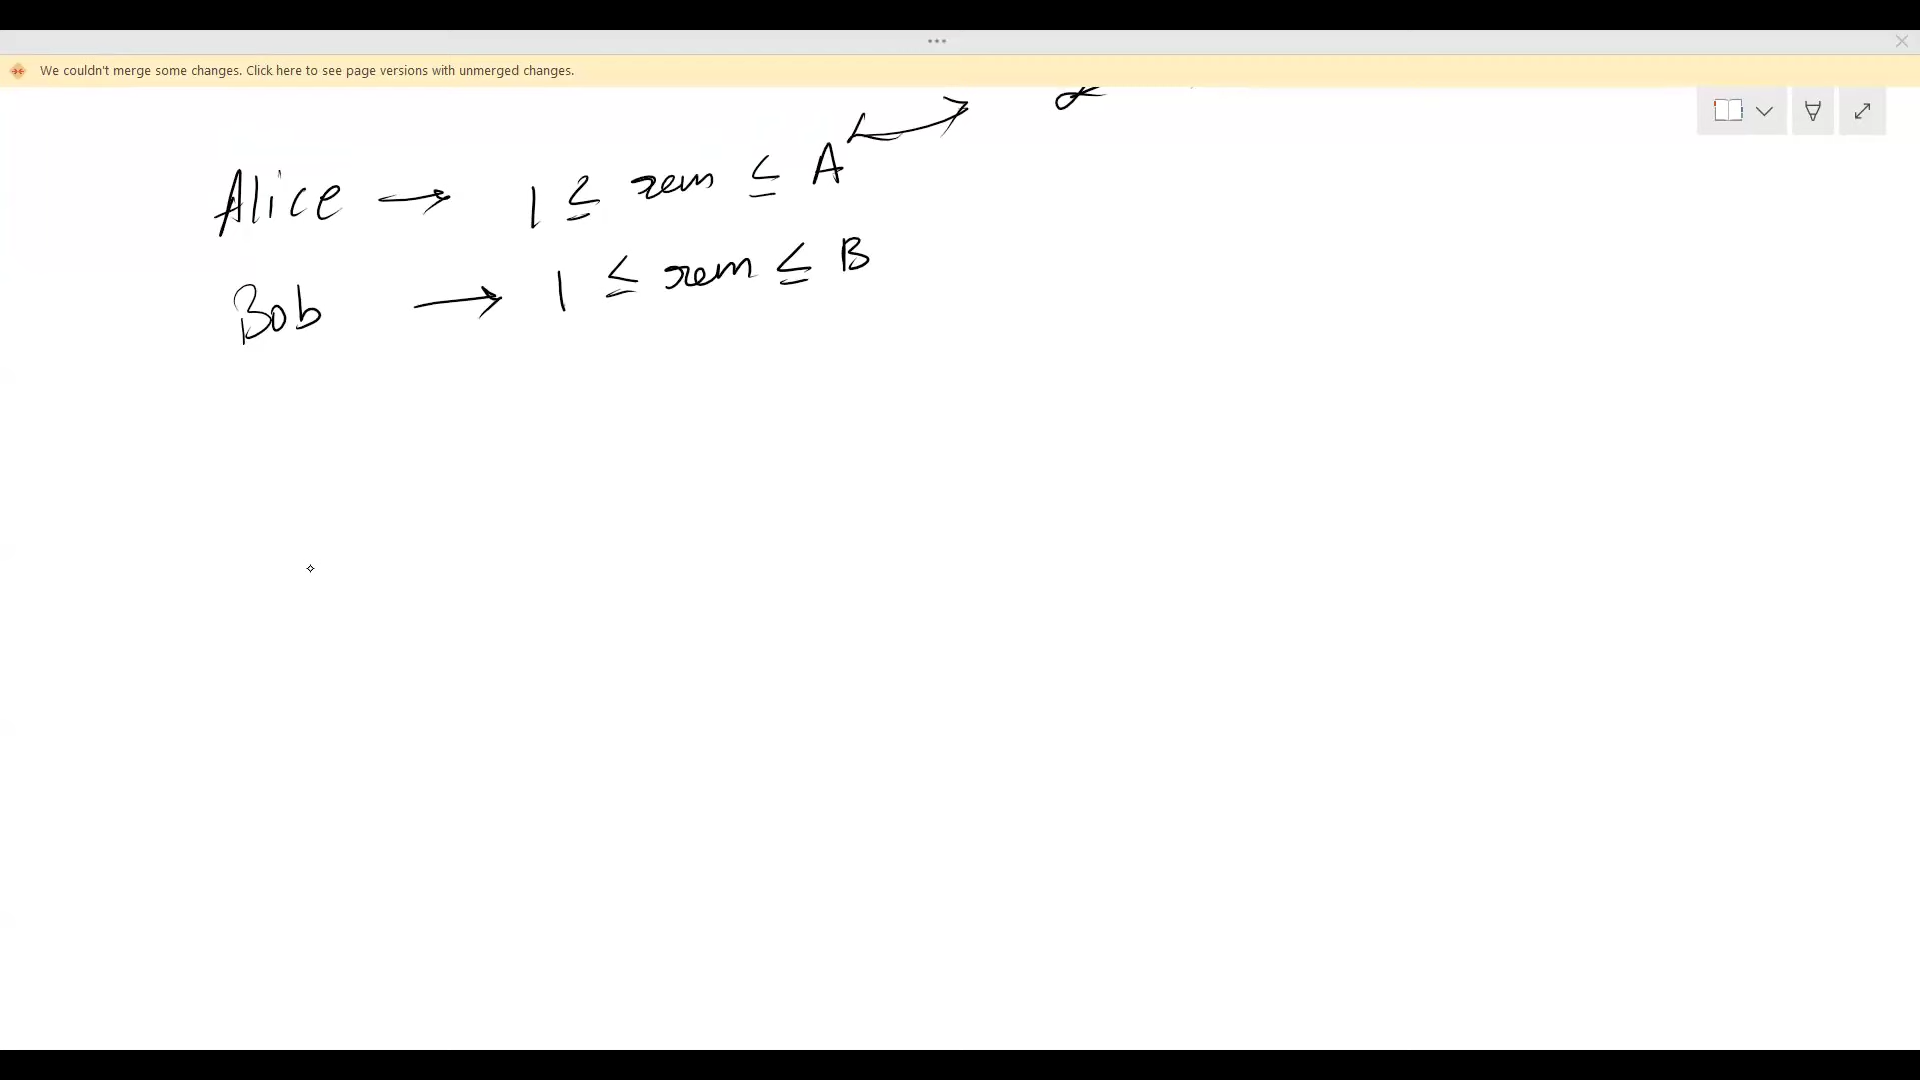 We couldn't merge some changes. Click here to see page versions with unmerged changes.
Alice → 1 ≤ rem ≤ A
Bob → 1 ≤ rem ≤ B